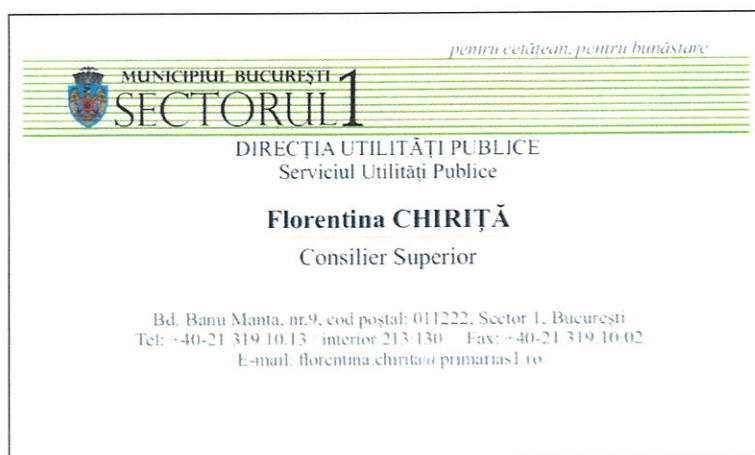 pentru cetățean, pentru bunăstare
MUNICIPIUL BUCUREȘTI
SECTORUL 1
DIRECȚIA UTILITĂȚI PUBLICE
Serviciul Utilități Publice
Florentina CHIRIȚĂ
Consilier Superior
Bd. Banu Manta, nr.9, cod poștal: 011222, Sector 1, București
Tel: +40-21 319.10.13 / interior 213/130 Fax: +40-21 319.10.02
E-mail: florentina.chirita@primarias1.ro